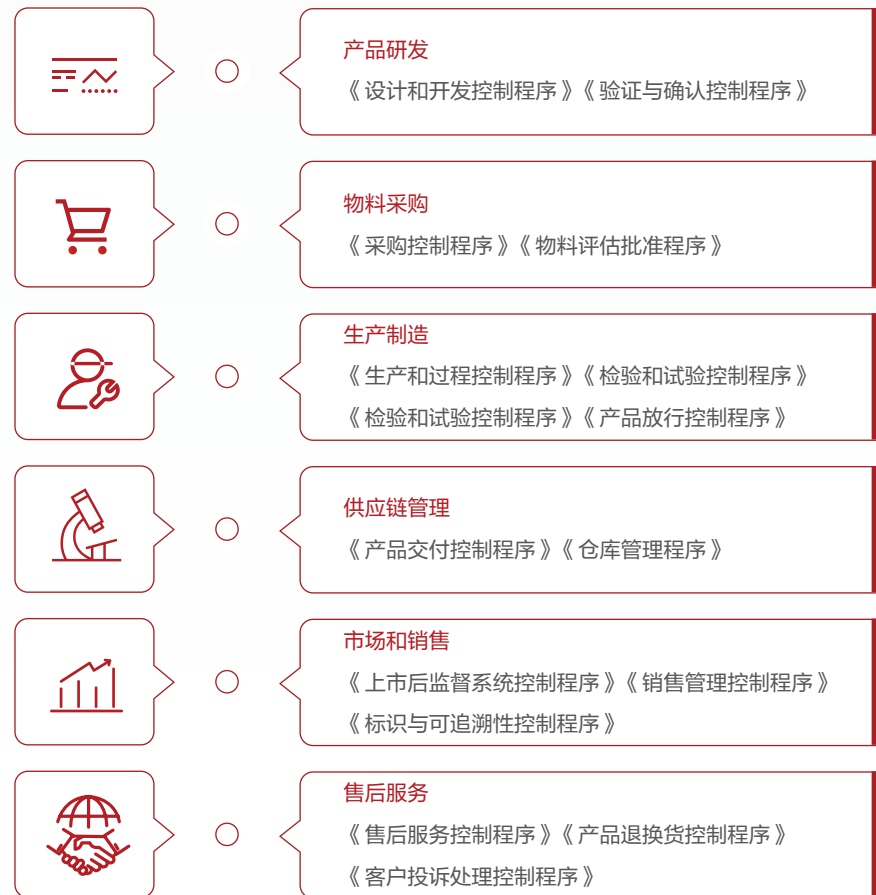 产品研发
《设计和开发控制程序》《验证与确认控制程序》
物料采购
《采购控制程序》《物料评估批准程序》
生产制造
《生产和过程控制程序》《检验和试验控制程序》
《检验和试验控制程序》《产品放行控制程序》
供应链管理
《产品交付控制程序》《仓库管理程序》
市场和销售
《上市后监督系统控制程序》《销售管理控制程序》
《标识与可追溯性控制程序》
售后服务
《售后服务控制程序》《产品退换货控制程序》
《客户投诉处理控制程序》